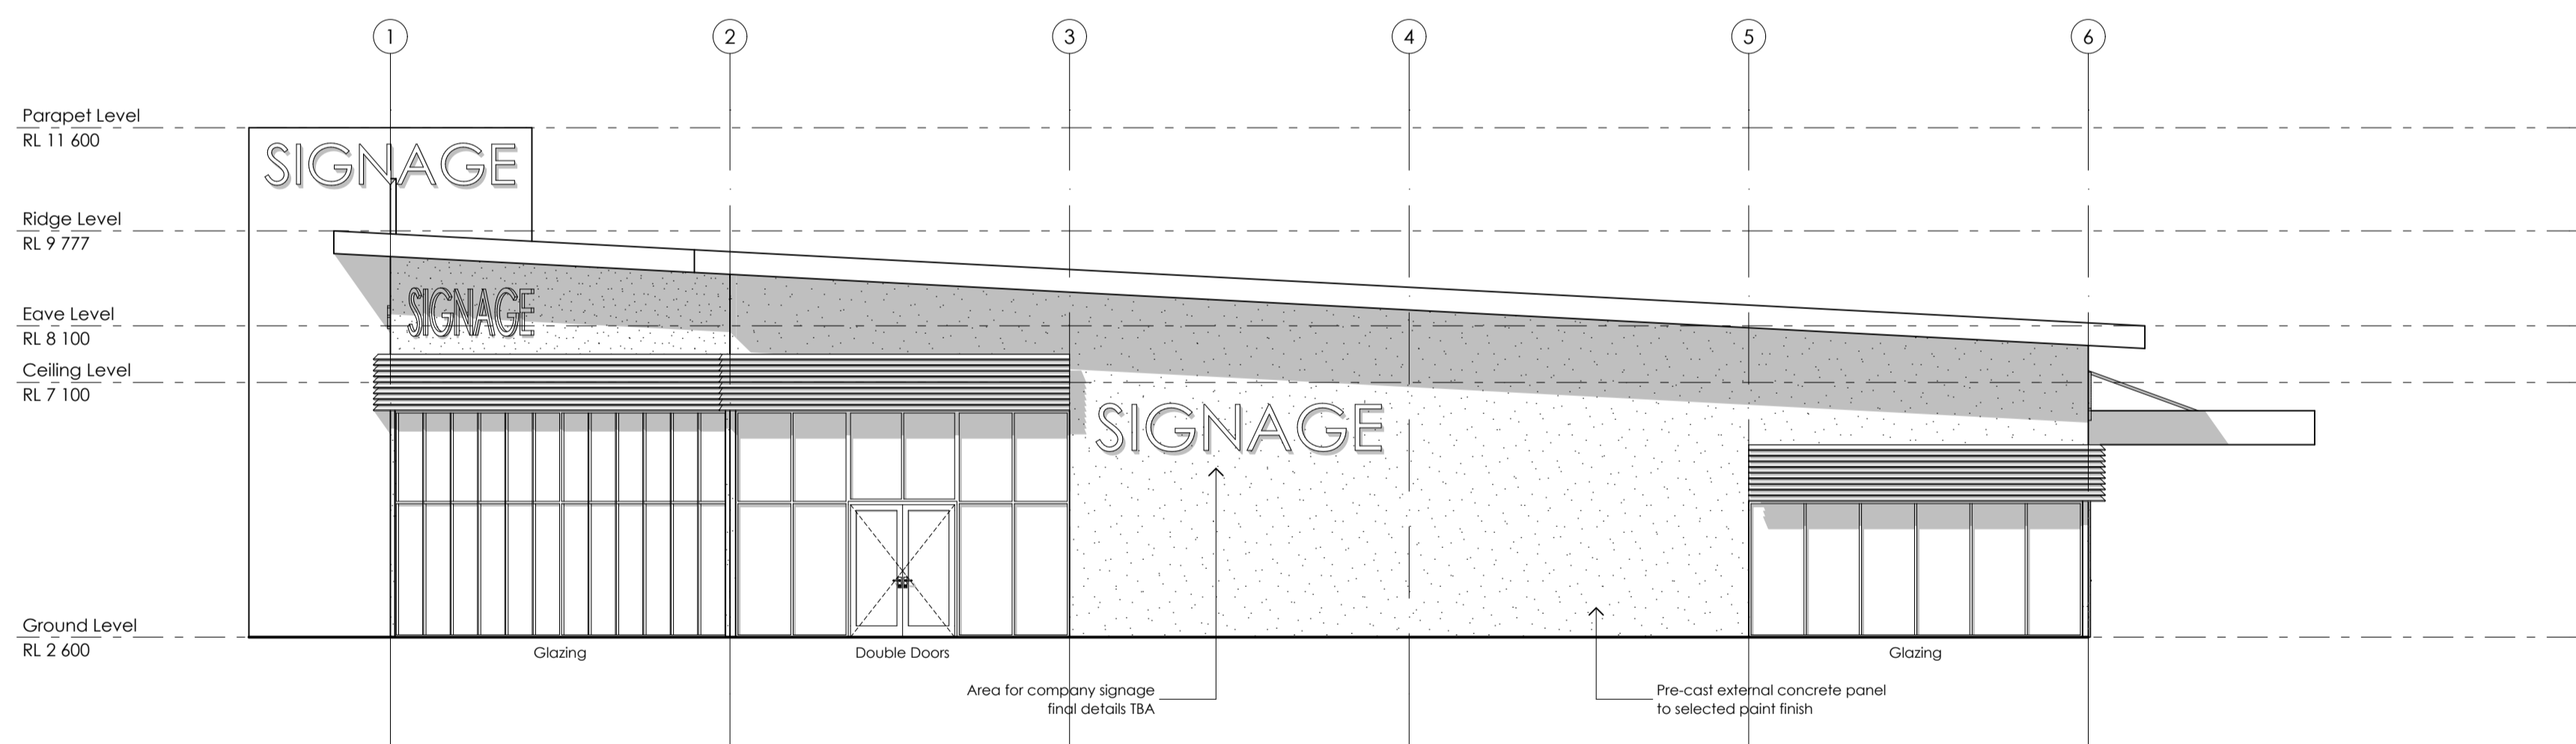 1 2 3 4 5 6
Parapet Level
RL 11 600
SIGNAGE
Ridge Level
RL 9 777
SIGNAGE
Eave Level
RL 8 100
Ceiling Level
RL 7 100
SIGNAGE
Ground Level
RL 2 600
Glazing
Double Doors
Glazing
Area for company signage
final details TBA
Pre-cast external concrete panel
to selected paint finish